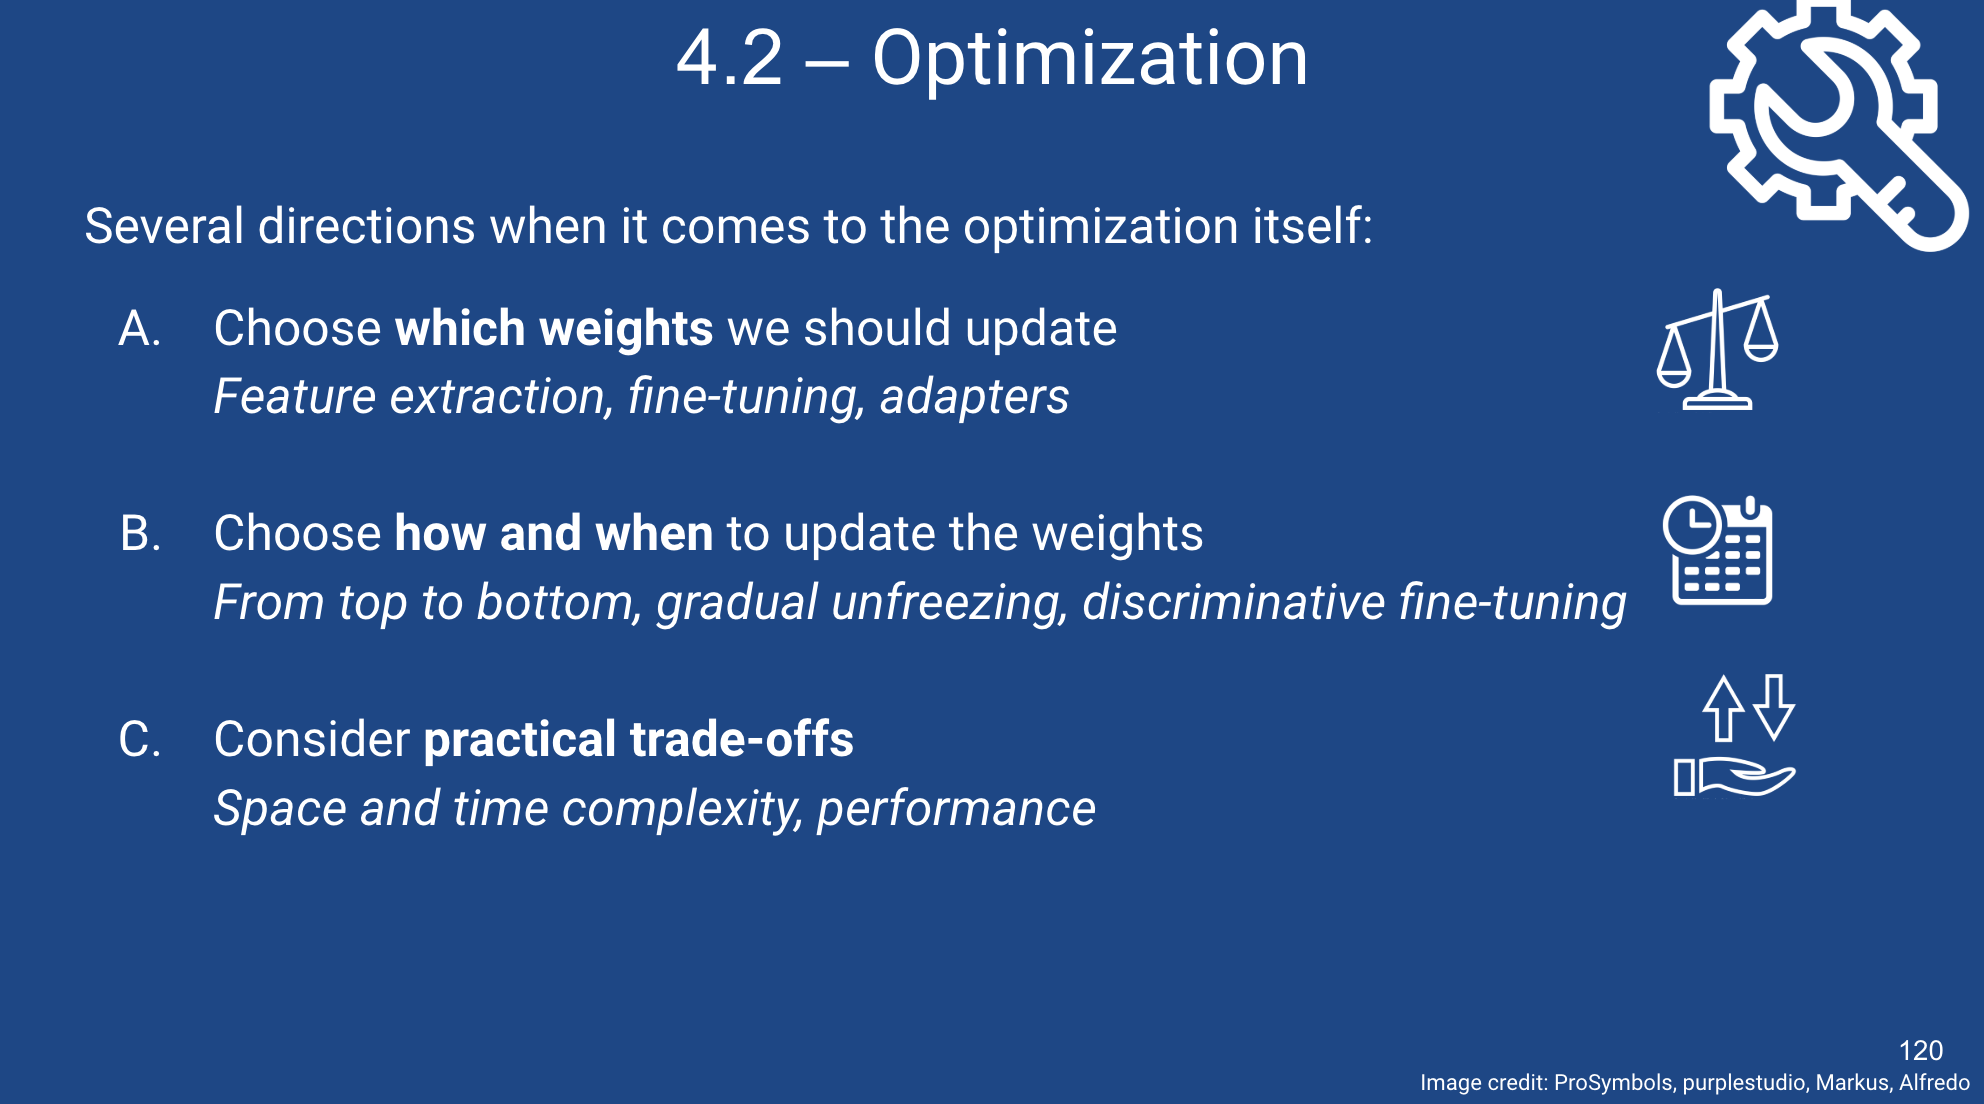 4.2 – Optimization
Several directions when it comes to the optimization itself:
A. Choose which weights we should update
Feature extraction, fine-tuning, adapters
B. Choose how and when to update the weights
From top to bottom, gradual unfreezing, discriminative fine-tuning
C. Consider practical trade-offs
Space and time complexity, performance
120
Image credit: ProSymbols, purplestudio, Markus, Alfredo